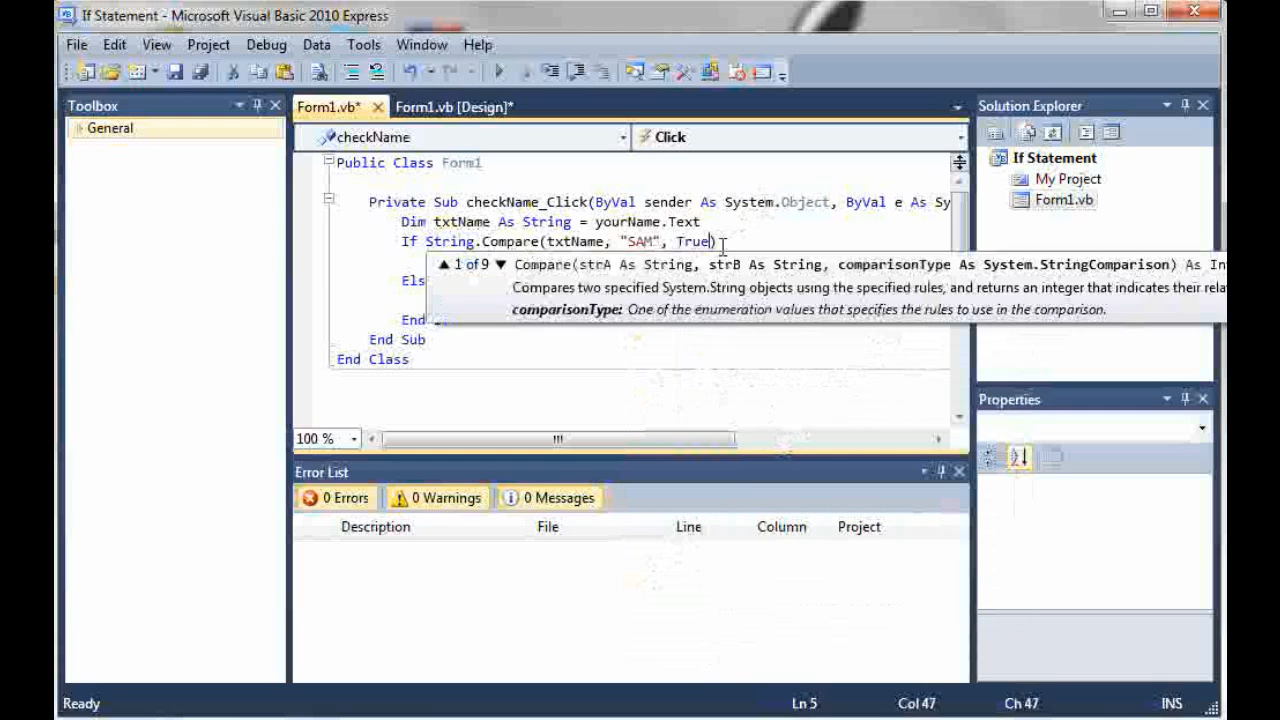 If Statement - Microsoft Visual Basic 2010 Express
File Edit View Project Debug Data Tools Window Help
Toolbox
General
Form1.vb* Form1.vb [Design]*
checkName Click
Public Class Form1
Private Sub checkName_Click(ByVal sender As System.Object, ByVal e As Sy
Dim txtName As String = yourName.Text
If String.Compare(txtName, "SAM", True)
1 of 9 Compare(strA As String, strB As String, comparisonType As System.StringComparison) As Int
Els
Compares two specified System.String objects using the specified rules, and returns an integer that indicates their rela
comparisonType: One of the enumeration values that specifies the rules to use in the comparison.
End
End Sub
End Class
100 %
Solution Explorer
If Statement
My Project
Form1.vb
Properties
Error List
0 Errors 0 Warnings 0 Messages
Description File Line Column Project
Ready Ln 5 Col 47 Ch 47 INS